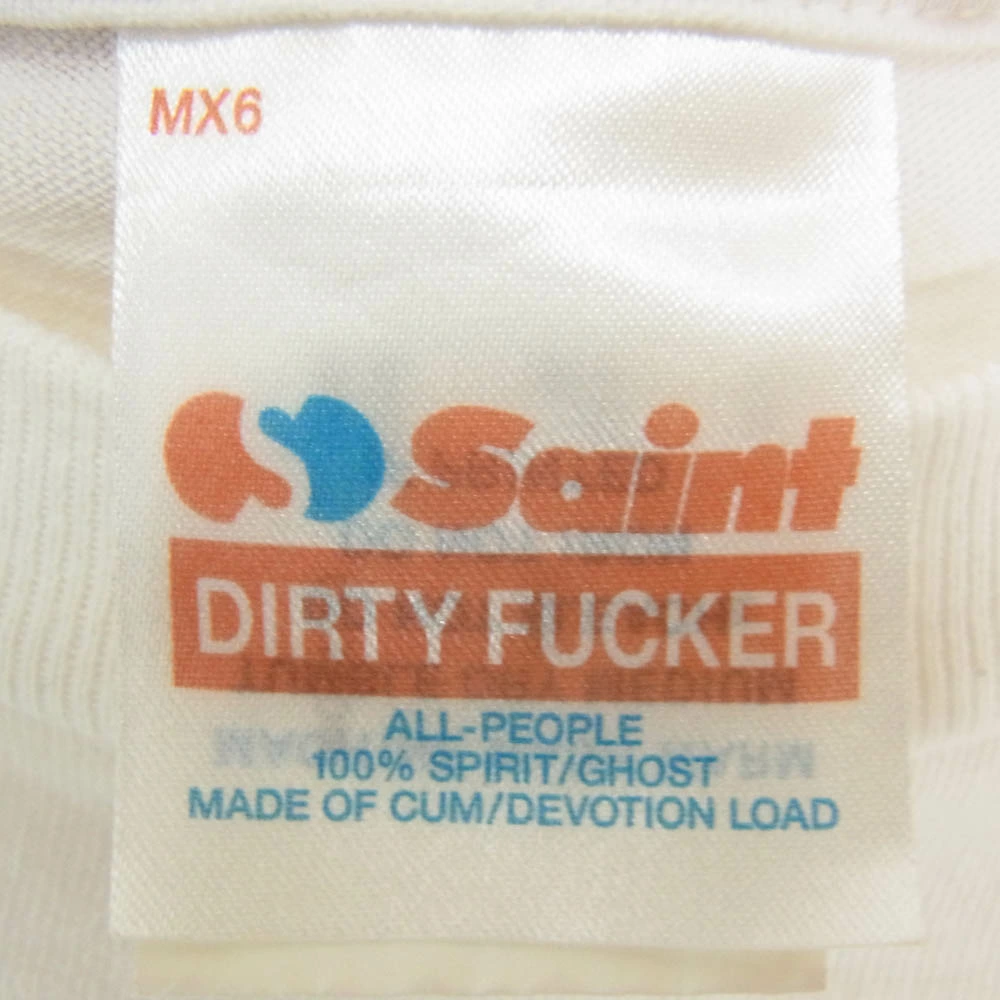 MX6
Saint
DIRTY FUCKER
ALL-PEOPLE
100% SPIRIT/GHOST
MADE OF CUM/DEVOTION LOAD